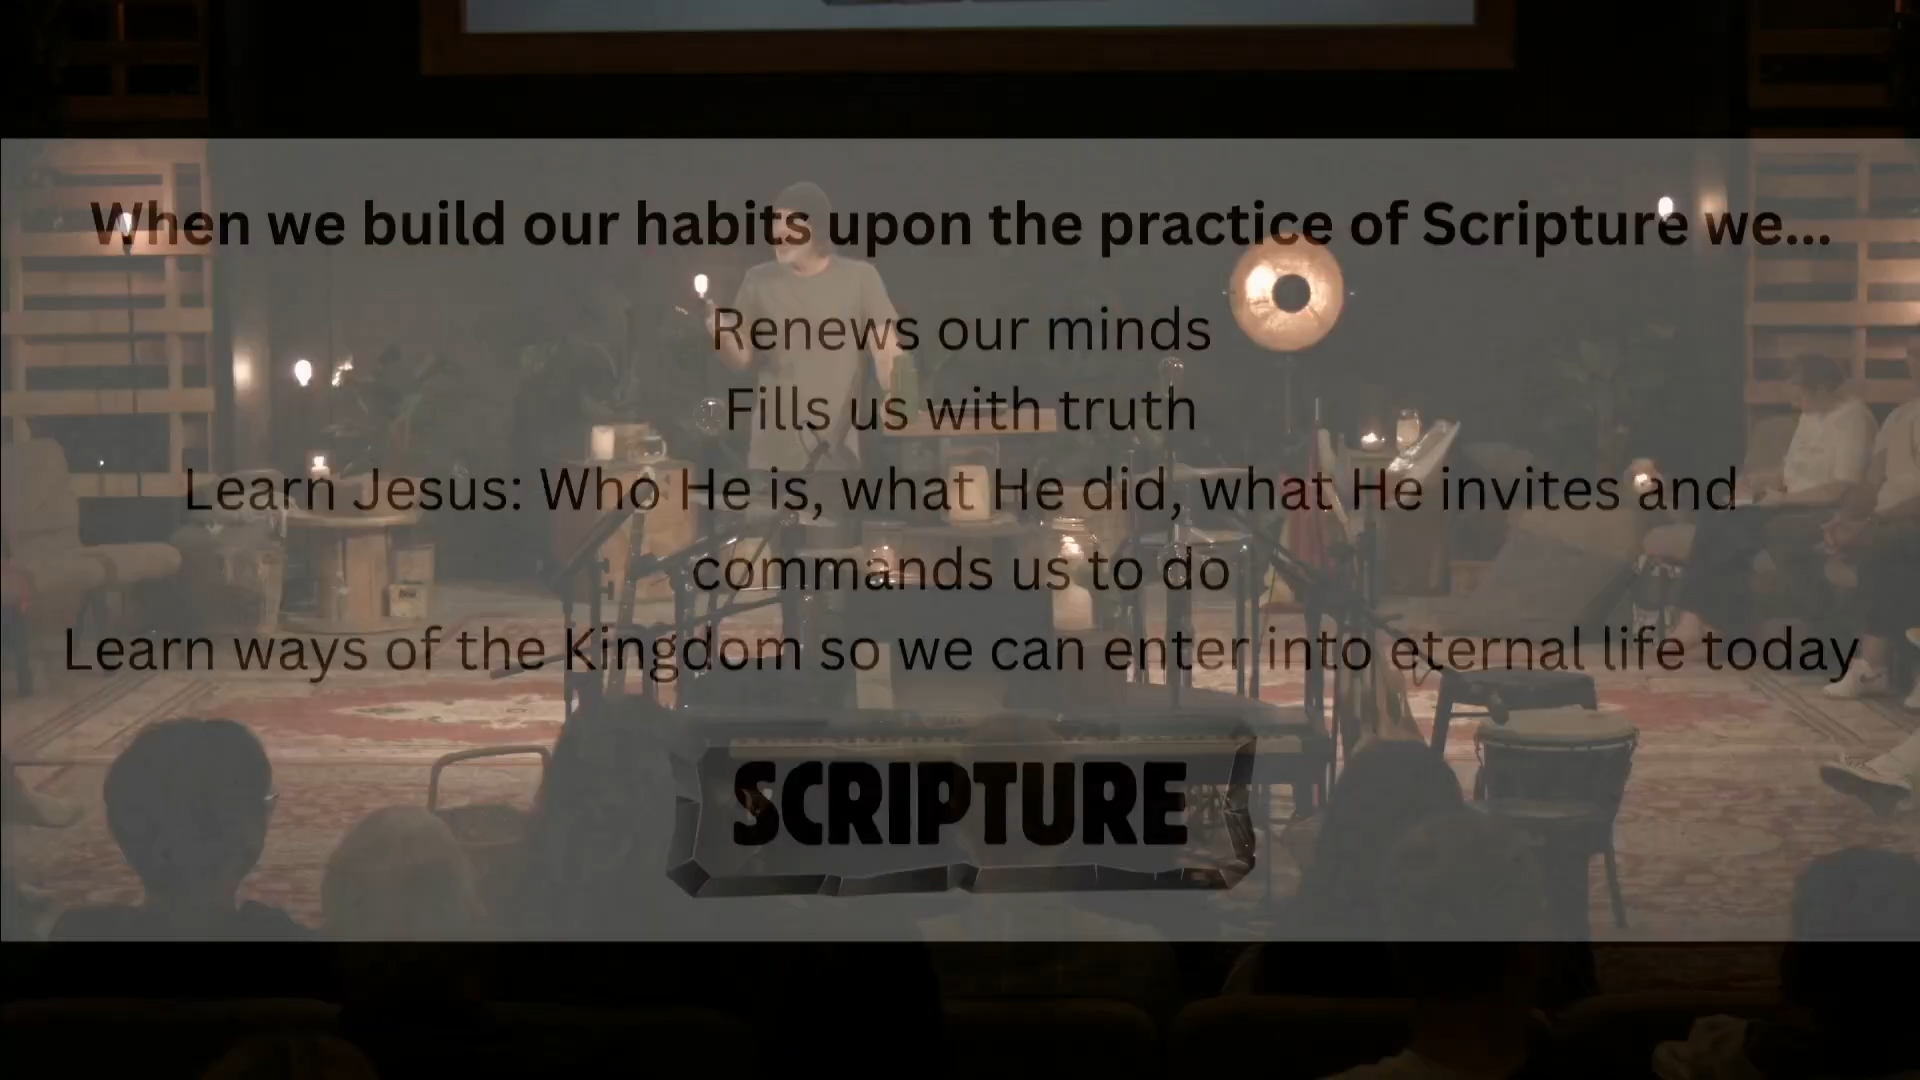 When we build our habits upon the practice of Scripture we...
Renews our minds
Fills us with truth
Learn Jesus: Who He is, what He did, what He invites and
commands us to do
Learn ways of the Kingdom so we can enter into eternal life today
SCRIPTURE